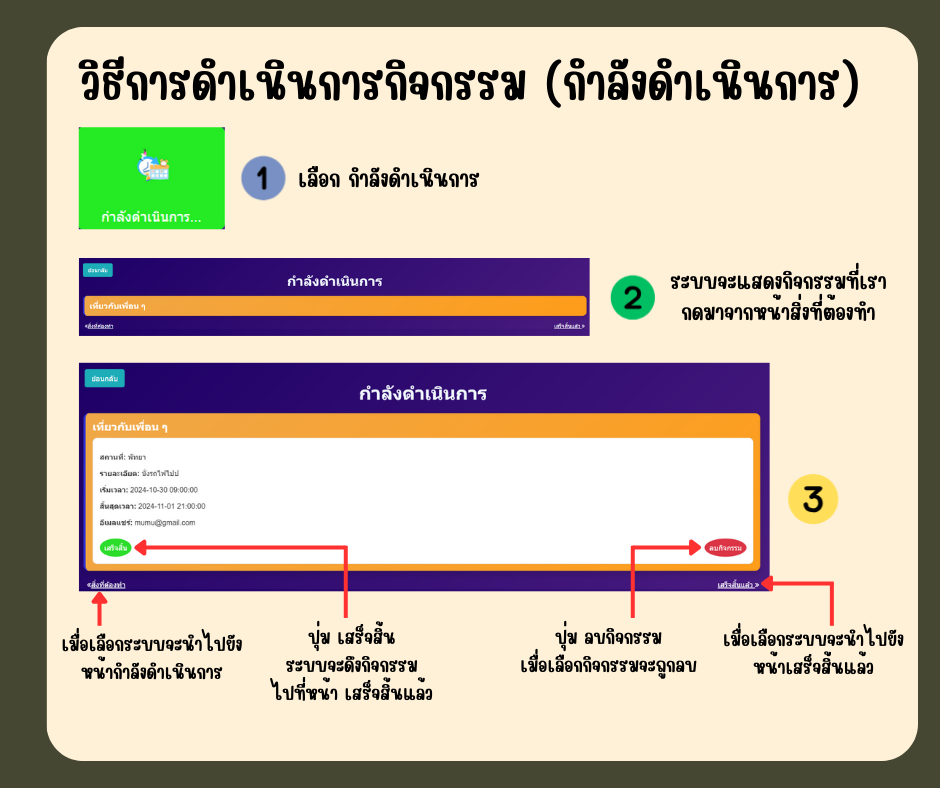 วิธีการดำเนินการกิจกรรม (กำลังดำเนินการ)
กำลังดำเนินการ...
1
เลือก กำลังดำเนินการ
ย้อนกลับ
กำลังดำเนินการ
เที่ยวกับเพื่อน ๆ
«สิ่งที่ต้องทำ
เสร็จสิ้นแล้ว »
2
ระบบจะแสดงกิจกรรมที่เรา
กดมาจากหน้าสิ่งที่ต้องทำ
ย้อนกลับ
กำลังดำเนินการ
เที่ยวกับเพื่อน ๆ
สถานที่: พัทยา
รายละเอียด: นั่งรถไฟไปป
เริ่มเวลา: 2024-10-30 09:00:00
สิ้นสุดเวลา: 2024-11-01 21:00:00
อีเมลแชร์: mumu@gmail.com
เสร็จสิ้น
ลบกิจกรรม
3
«สิ่งที่ต้องทำ
เสร็จสิ้นแล้ว »
เมื่อเลือกระบบจะนำไปยัง
หน้ากำลังดำเนินการ
ปุ่ม เสร็จสิ้น
ระบบจะดึงกิจกรรม
ไปที่หน้า เสร็จสิ้นแล้ว
ปุ่ม ลบกิจกรรม
เมื่อเลือกกิจกรรมจะถูกลบ
เมื่อเลือกระบบจะนำไปยัง
หน้าเสร็จสิ้นแล้ว